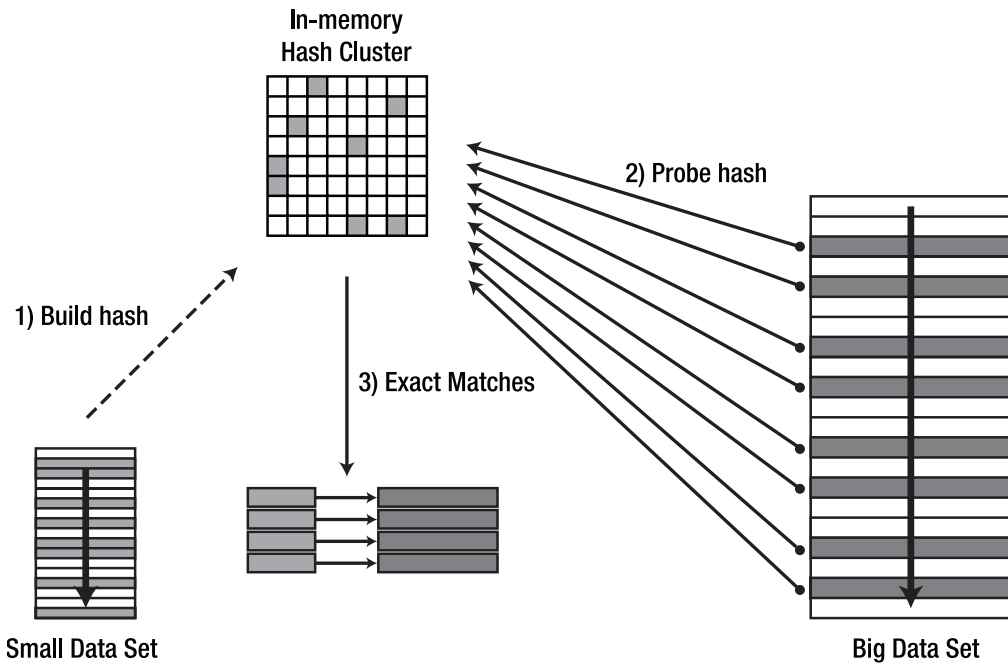 In-memory
Hash Cluster
2) Probe hash
1) Build hash
3) Exact Matches
Small Data Set
Big Data Set